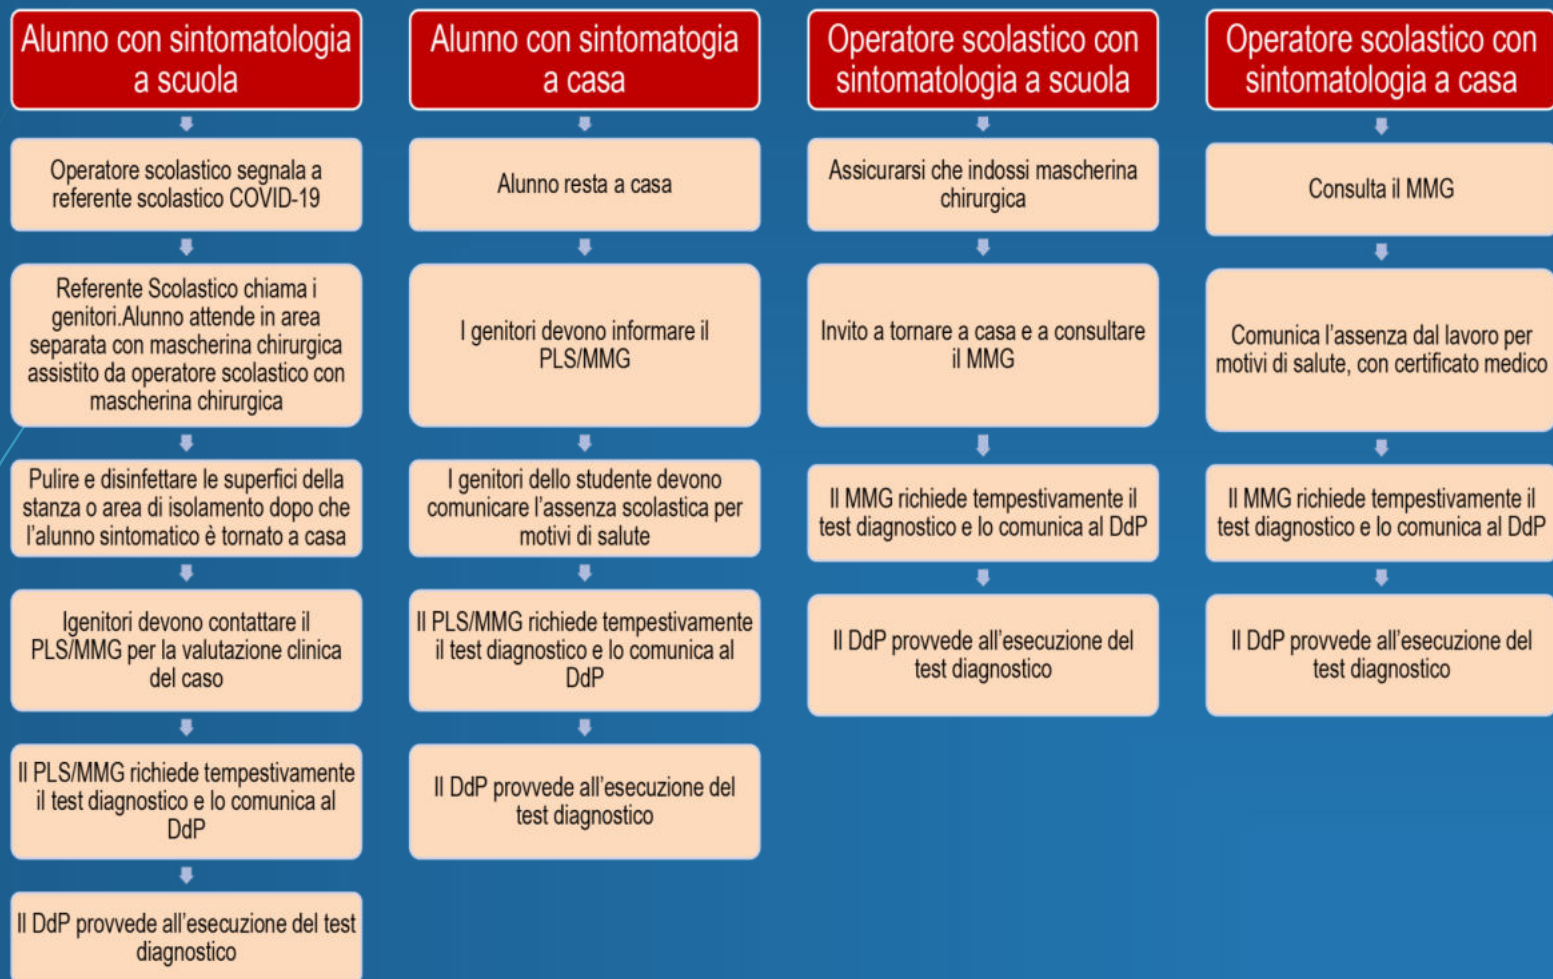 Alunno con sintomatologia
a scuola
Operatore scolastico segnala a
referente scolastico COVID-19
Referente Scolastico chiama i
genitori.Alunno attende in area
separata con mascherina chirurgica
assistito da operatore scolastico con
mascherina chirurgica
Pulire e disinfettare le superfici della
stanza o area di isolamento dopo che
l’alunno sintomatico è tornato a casa
Igenitori devono contattare il
PLS/MMG per la valutazione clinica
del caso
Il PLS/MMG richiede tempestivamente
il test diagnostico e lo comunica al
DdP
Il DdP provvede all’esecuzione del test
diagnostico
Alunno con sintomatogia
a casa
Alunno resta a casa
I genitori devono informare il
PLS/MMG
I genitori dello studente devono
comunicare l’assenza scolastica per
motivi di salute
Il PLS/MMG richiede tempestivamente
il test diagnostico e lo comunica al
DdP
Il DdP provvede all’esecuzione del
test diagnostico
Operatore scolastico con
sintomatologia a scuola
Assicurarsi che indossi mascherina
chirurgica
Invito a tornare a casa e a consultare
il MMG
Il MMG richiede tempestivamente il
test diagnostico e lo comunica al DdP
Il DdP provvede all’esecuzione del
test diagnostico
Operatore scolastico con
sintomatologia a casa
Consulta il MMG
Comunica l’assenza dal lavoro per
motivi di salute, con certificato medico
Il MMG richiede tempestivamente il
test diagnostico e lo comunica al DdP
Il DdP provvede all’esecuzione del
test diagnostico